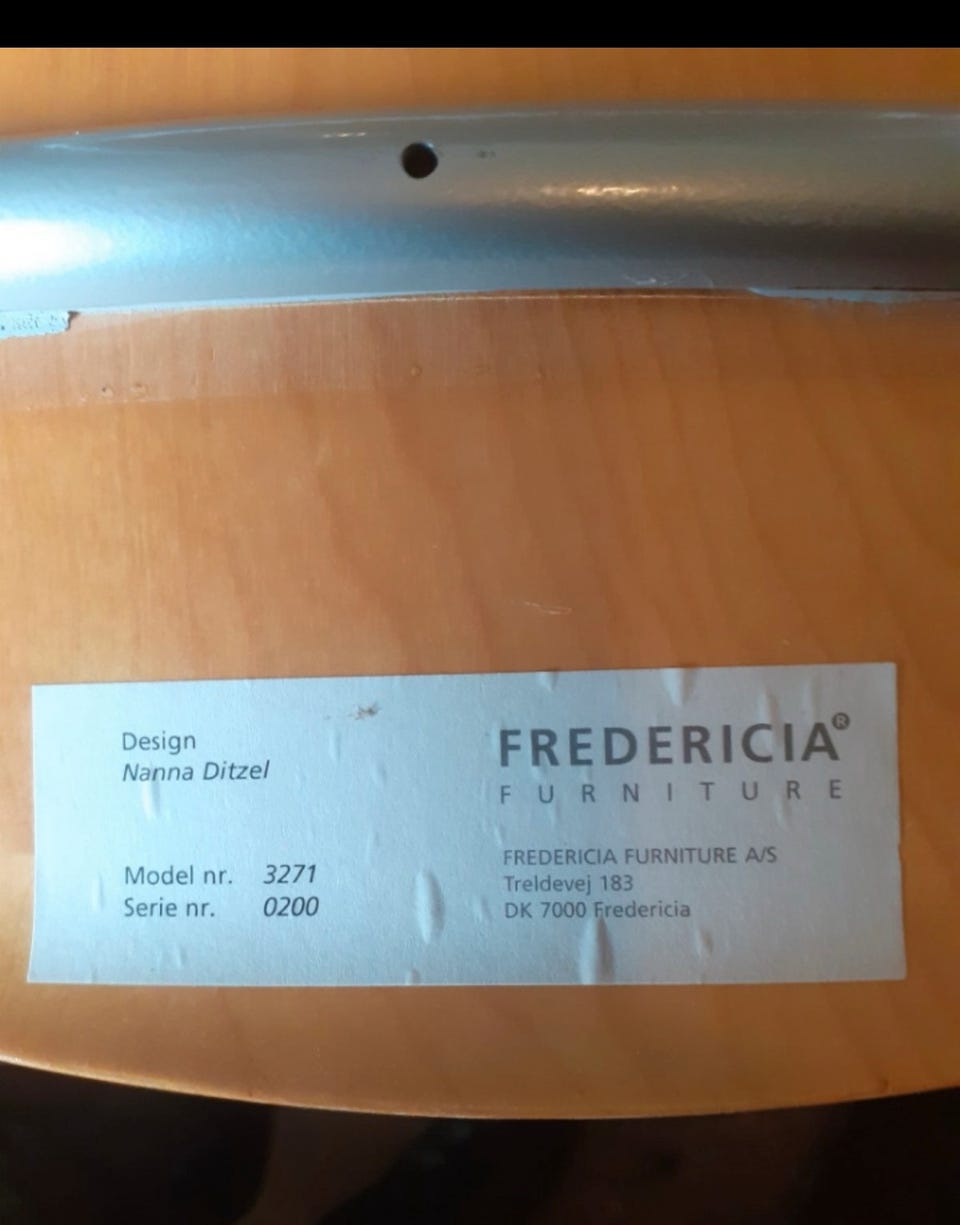 Design
Nanna Ditzel
Model nr. 3271
Serie nr. 0200
FREDERICIA®
FURNITURE
FREDERICIA FURNITURE A/S
Treldevej 183
DK 7000 Fredericia